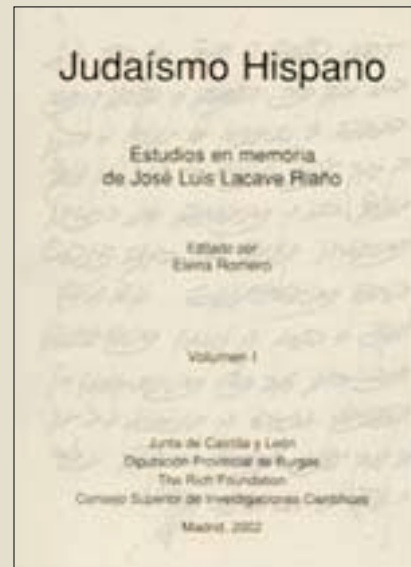 Judaísmo Hispano
Estudios en memoria
de José Luis Lacave Riaño
Editado por
Elena Romero
Volumen I
Junta de Castilla y León
Diputación Provincial de Burgos
The Rich Foundation
Consejo Superior de Investigaciones Científicas
Madrid, 2002